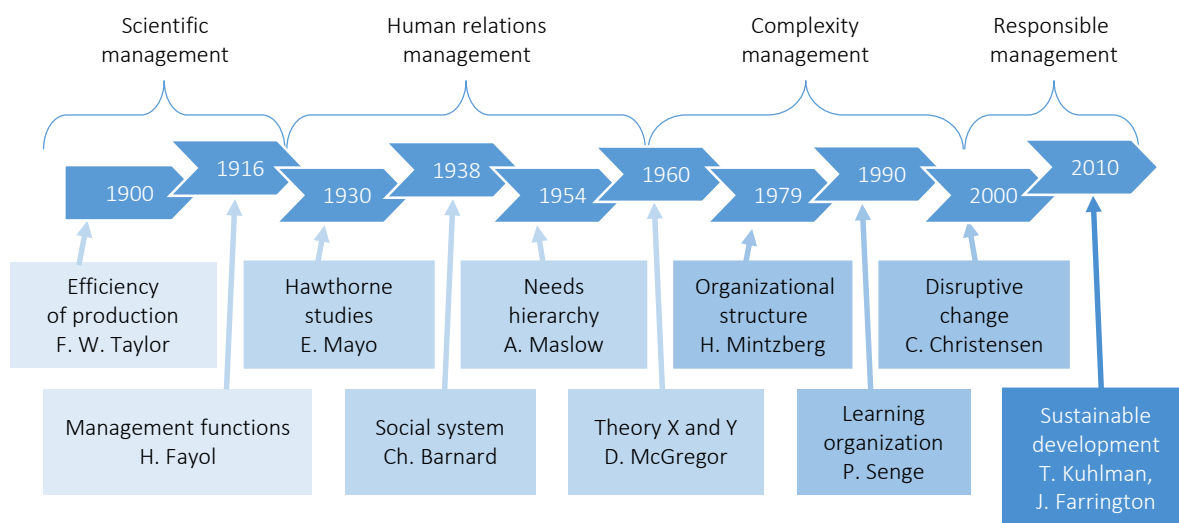 Scientific
management
Human relations
management
Complexity
management
Responsible
management
1900
1916
1930
1938
1954
1960
1979
1990
2000
2010
Efficiency
of production
F. W. Taylor
Hawthorne
studies
E. Mayo
Needs
hierarchy
A. Maslow
Organizational
structure
H. Mintzberg
Disruptive
change
C. Christensen
Management functions
H. Fayol
Social system
Ch. Barnard
Theory X and Y
D. McGregor
Learning
organization
P. Senge
Sustainable
development
T. Kuhlman,
J. Farrington